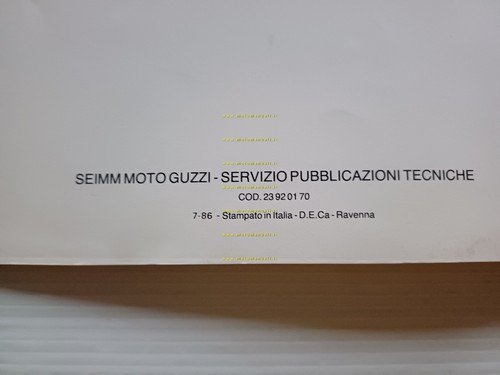 SEIMM MOTO GUZZI - SERVIZIO PUBBLICAZIONI TECNICHE
COD. 23 92 01 70
7-86 - Stampato in Italia - D.E.Ca - Ravenna